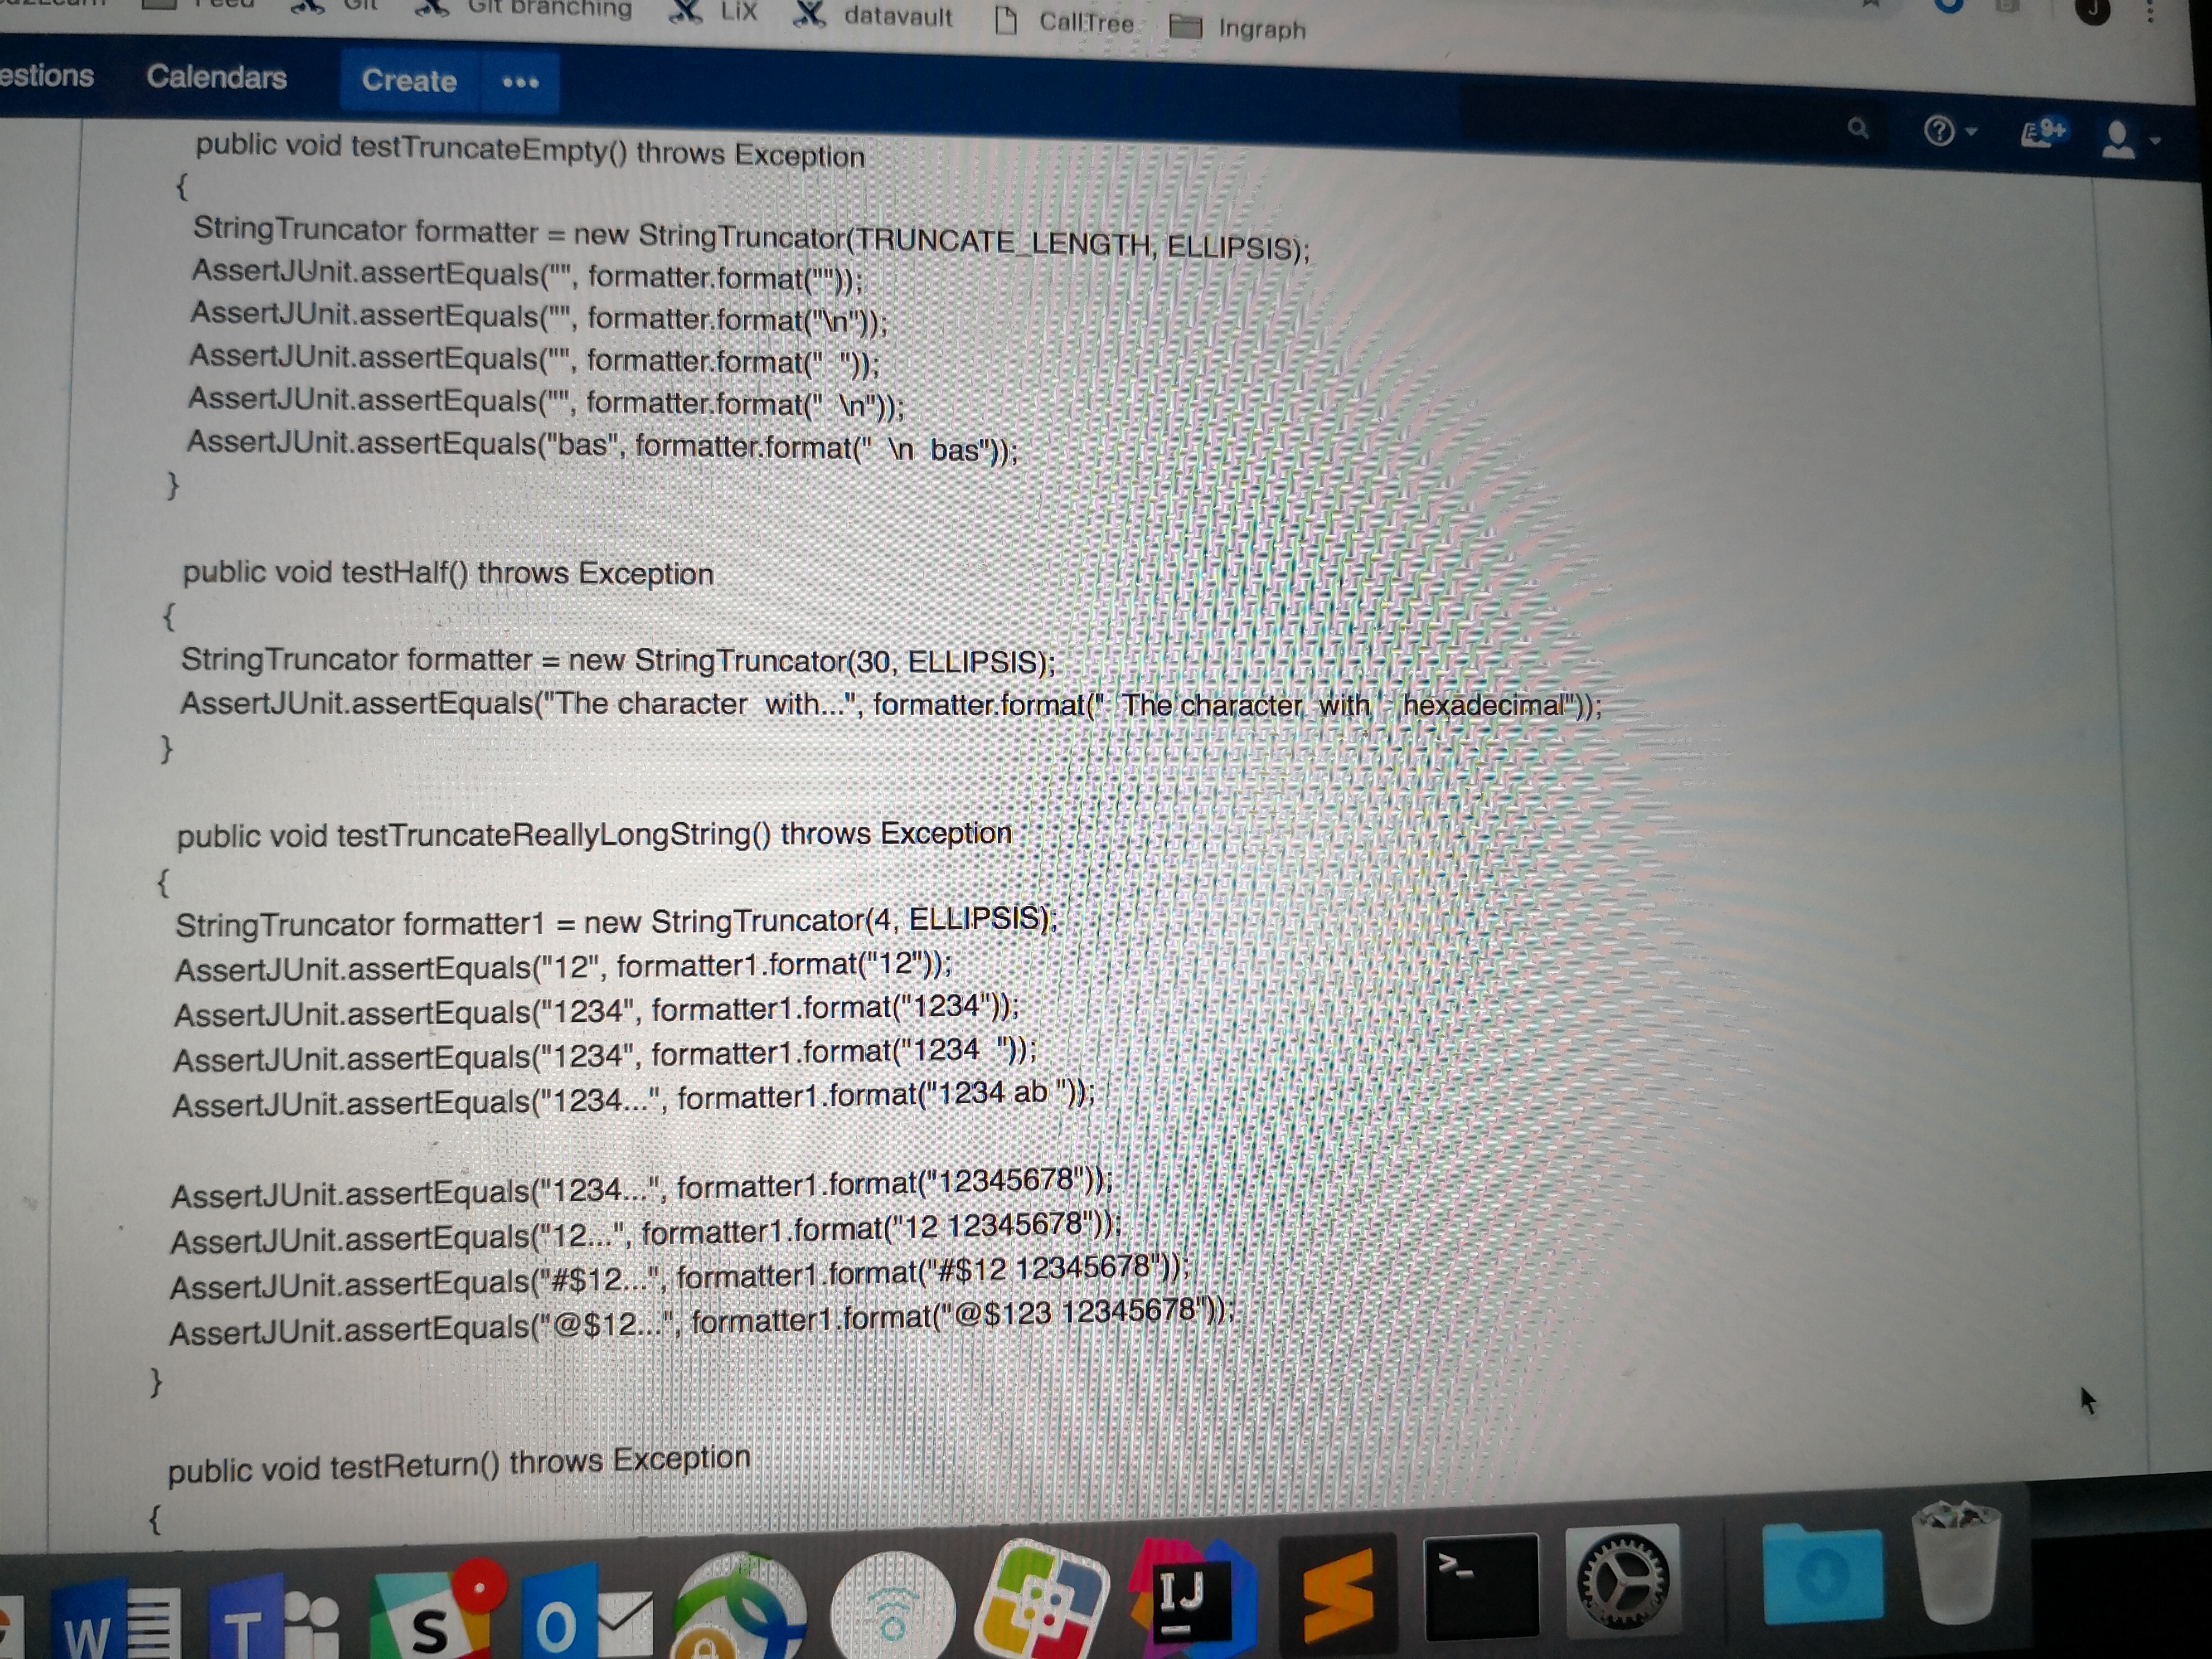 Git
Git branching
LiX
datavault
CallTree
Ingraph
J
estions
Calendars
Create
•••
?
9+
public void testTruncateEmpty() throws Exception
{
StringTruncator formatter = new StringTruncator(TRUNCATE_LENGTH, ELLIPSIS);
AssertJUnit.assertEquals("", formatter.format(""));
AssertJUnit.assertEquals("", formatter.format("\n"));
AssertJUnit.assertEquals("", formatter.format("  "));
AssertJUnit.assertEquals("", formatter.format("  \n"));
AssertJUnit.assertEquals("bas", formatter.format("  \n  bas"));
}
public void testHalf() throws Exception
{
StringTruncator formatter = new StringTruncator(30, ELLIPSIS);
AssertJUnit.assertEquals("The character  with...", formatter.format("  The character  with    hexadecimal"));
}
public void testTruncateReallyLongString() throws Exception
{
StringTruncator formatter1 = new StringTruncator(4, ELLIPSIS);
AssertJUnit.assertEquals("12", formatter1.format("12"));
AssertJUnit.assertEquals("1234", formatter1.format("1234"));
AssertJUnit.assertEquals("1234", formatter1.format("1234  "));
AssertJUnit.assertEquals("1234...", formatter1.format("1234 ab "));
AssertJUnit.assertEquals("1234...", formatter1.format("12345678"));
AssertJUnit.assertEquals("12...", formatter1.format("12 12345678"));
AssertJUnit.assertEquals("#$12...", formatter1.format("#$12 12345678"));
AssertJUnit.assertEquals("@$12...", formatter1.format("@$123 12345678"));
}
public void testReturn() throws Exception
{
W
T
S
O
IJ
>_